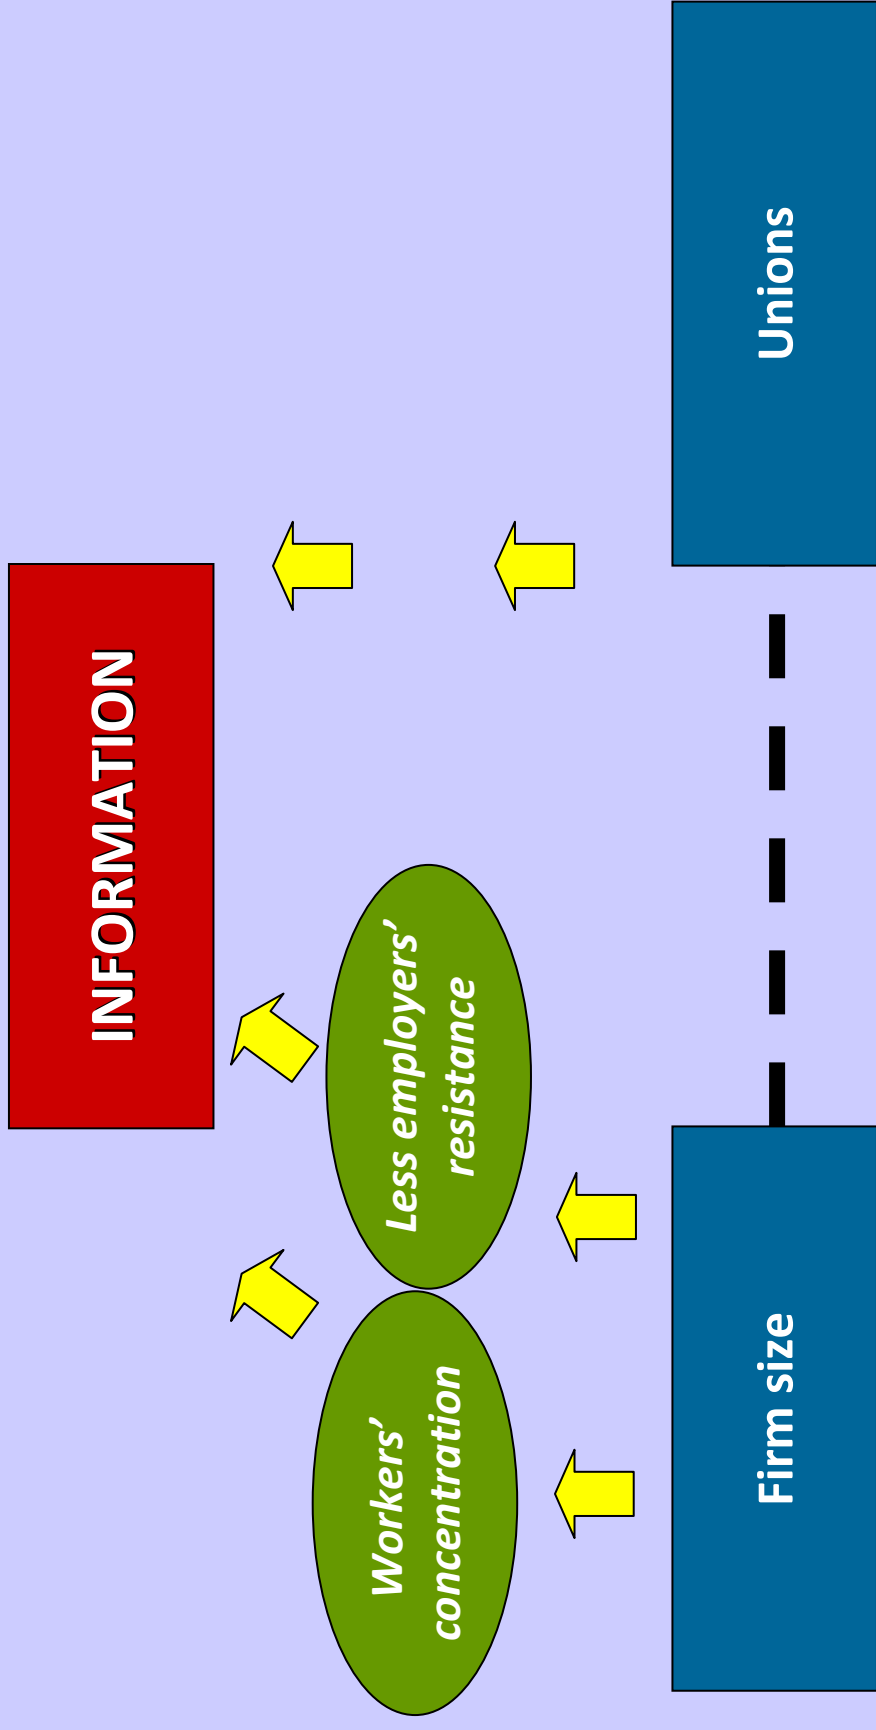 INFORMATION
Workers’
concentration
Less employers’
resistance
Firm size
Unions